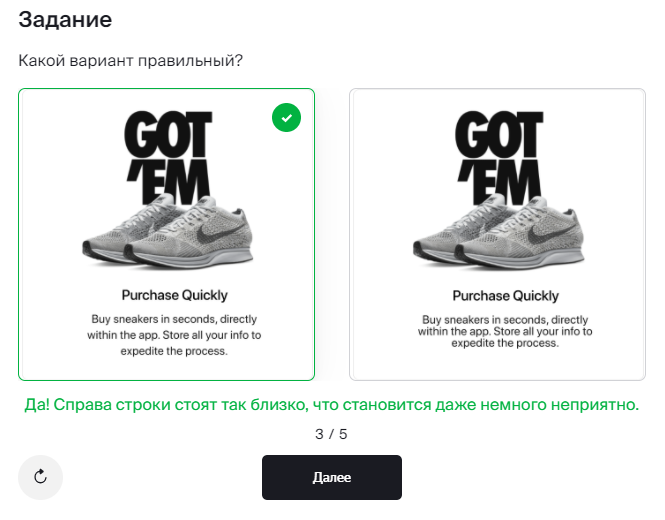 Задание
Какой вариант правильный?
GOT
'EM
Purchase Quickly
Buy sneakers in seconds, directly
within the app. Store all your info to
expedite the process.
GOT
'EM
Purchase Quickly
Buy sneakers in seconds, directly
within the app. Store all your info to
expedite the process.
Да! Справа строки стоят так близко, что становится даже немного неприятно.
3 / 5
Далее